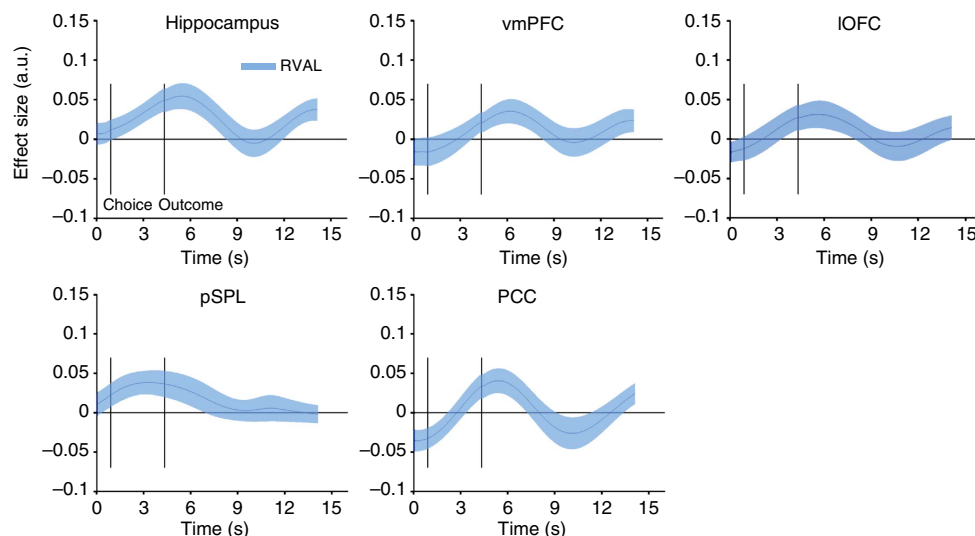 Hippocampus
vmPFC
lOFC
RVAL
Effect size (a.u.)
0.15
0.1
0.05
0
−0.05
−0.1
Choice Outcome
0 3 6 9 12 15
Time (s)
0.15
0.1
0.05
0
−0.05
−0.1
0 3 6 9 12 15
Time (s)
0.15
0.1
0.05
0
−0.05
−0.1
0 3 6 9 12 15
Time (s)
pSPL
PCC
0.15
0.1
0.05
0
−0.05
−0.1
0 3 6 9 12 15
Time (s)
0.15
0.1
0.05
0
−0.05
−0.1
0 3 6 9 12 15
Time (s)